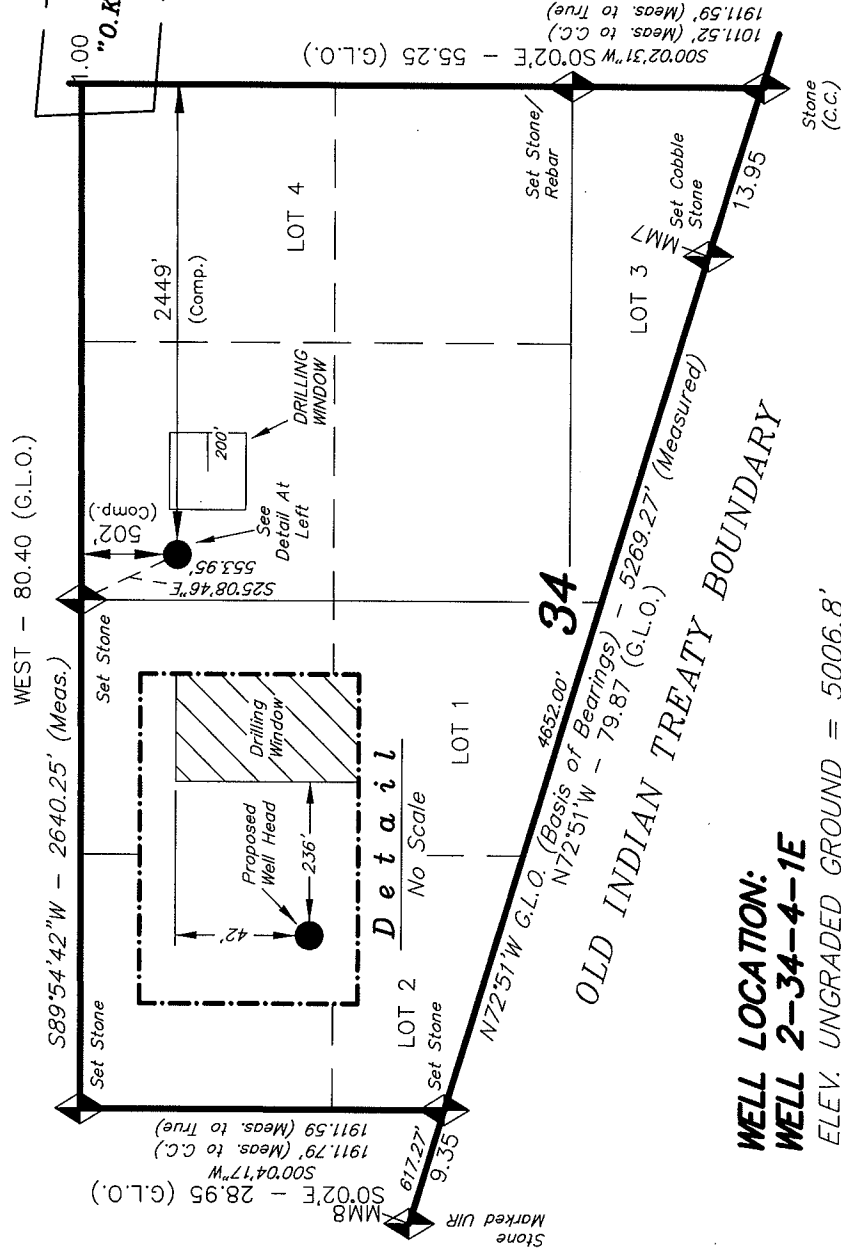 "O.K
WEST – 80.40 (G.L.O.)
S89°54'42"W – 2640.25' (Meas.)
1.00
Set Stone
Set Stone
502'
(Comp.)
2449'
(Comp.)
S25°08'46"E
553.95'
See
Detail At
Left
200'
DRILLING
WINDOW
LOT 4
S0°02'E – 55.25 (G.L.O.)
S00°02'31"W
1011.52' (Meas. to C.C.)
1911.59' (Meas. to True)
Drilling
Window
Proposed
Well Head
236'
42'
Detail
No Scale
LOT 2
LOT 1
34
LOT 3
Set Stone/
Rebar
MM7
Set Cobble
Stone
13.95
Stone
(C.C.)
S0°02'E – 28.95 (G.L.O.)
S00°04'17"W
1911.79' (Meas. to C.C.)
1911.59 (Meas. to True)
Set Stone
617.27'
9.35
MM8
Stone
Marked UIR
4652.00'
N72°51'W G.L.O. (Basis of Bearings) – 5269.27' (Measured)
N72°51'W – 79.87 (G.L.O.)
OLD INDIAN TREATY BOUNDARY
WELL LOCATION:
WELL 2–34–4–1E
ELEV. UNGRADED GROUND = 5006.8'